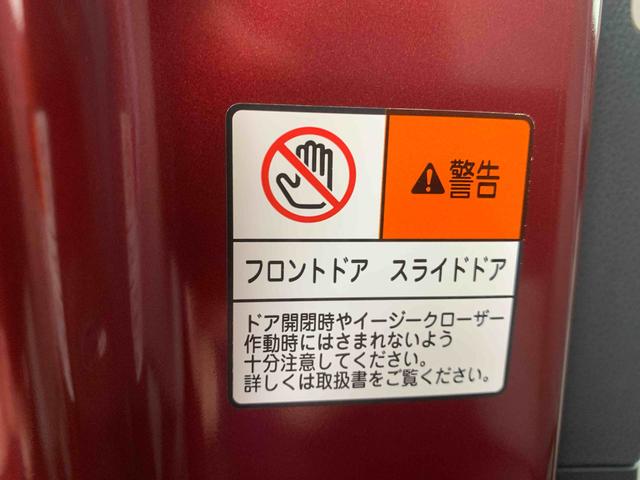 警告
フロントドア スライドドア
ドア開閉時やイージークローザー
作動時にはさまれないよう
十分注意してください。
詳しくは取扱書をご覧ください。